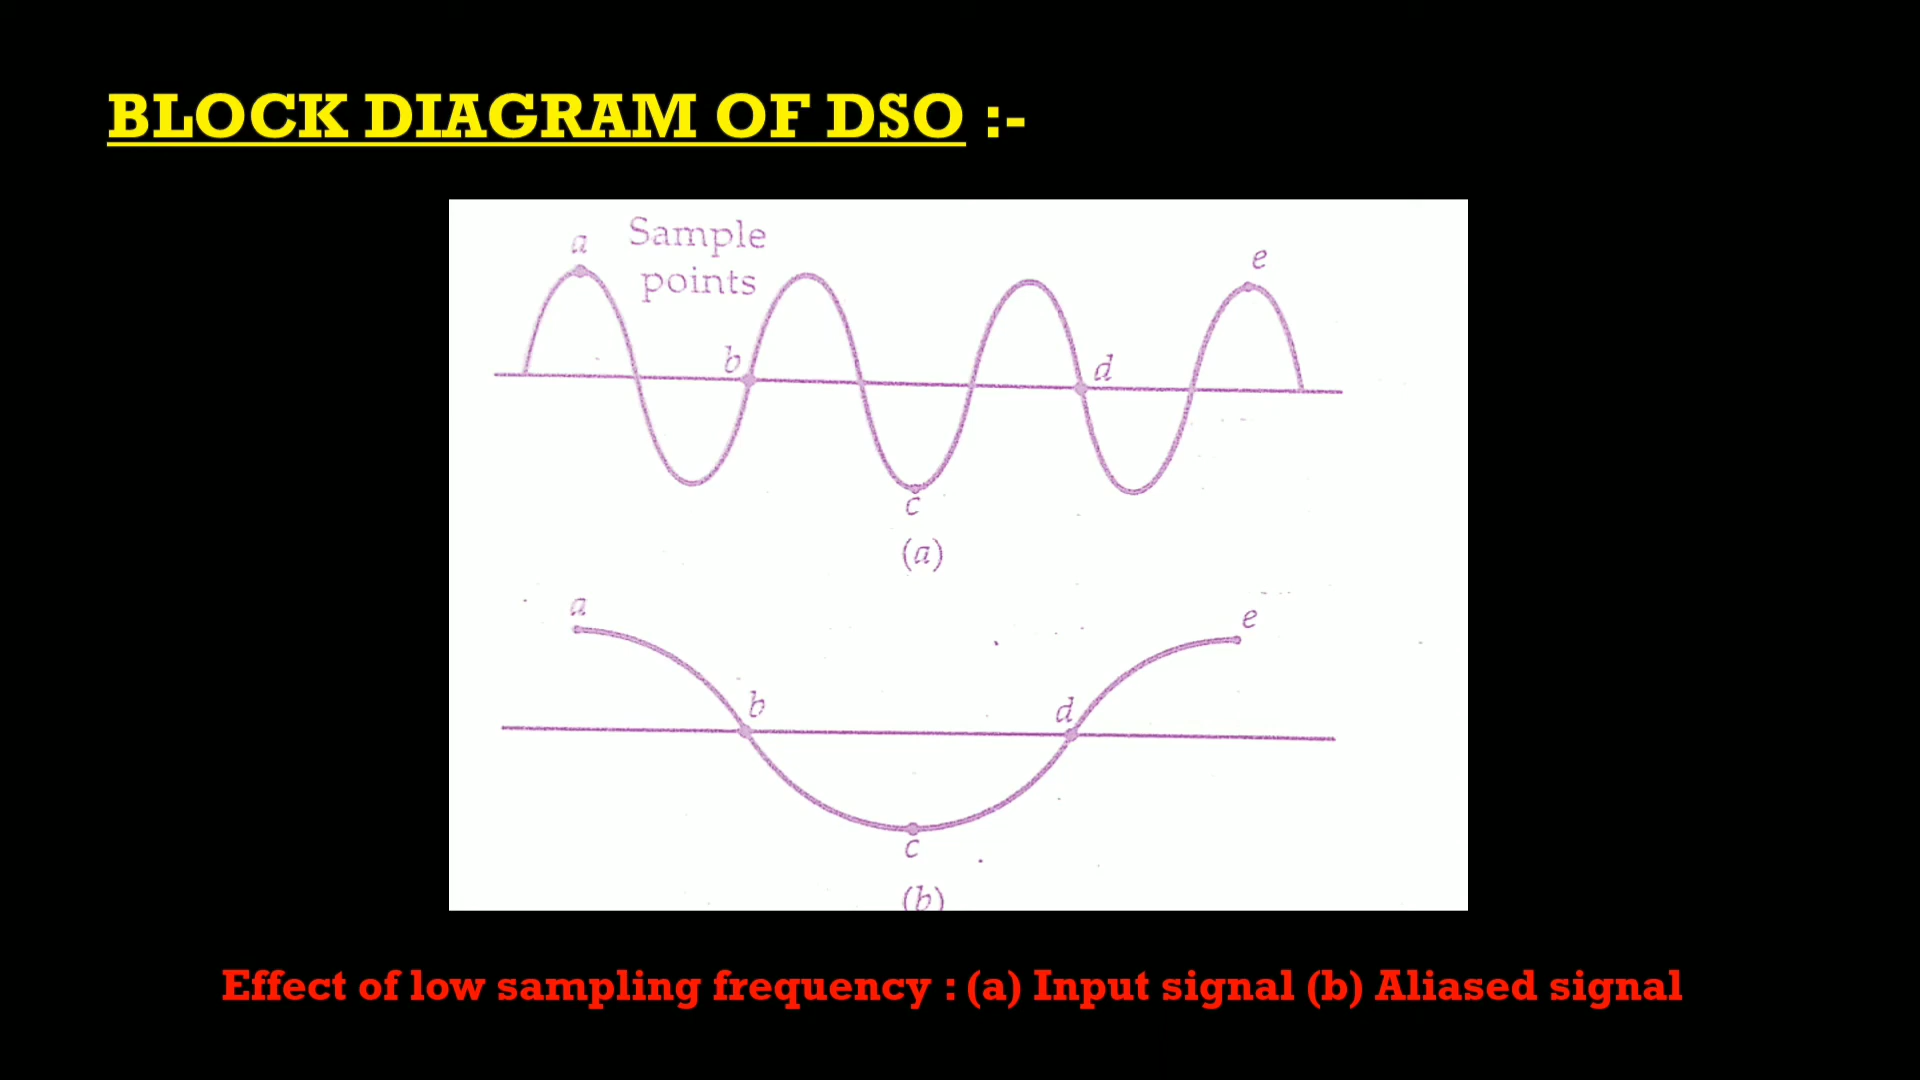 BLOCK DIAGRAM OF DSO :-
a
Sample
points
e
b
d
c
(a)
a
e
b
d
c
(b)
Effect of low sampling frequency : (a) Input signal (b) Aliased signal